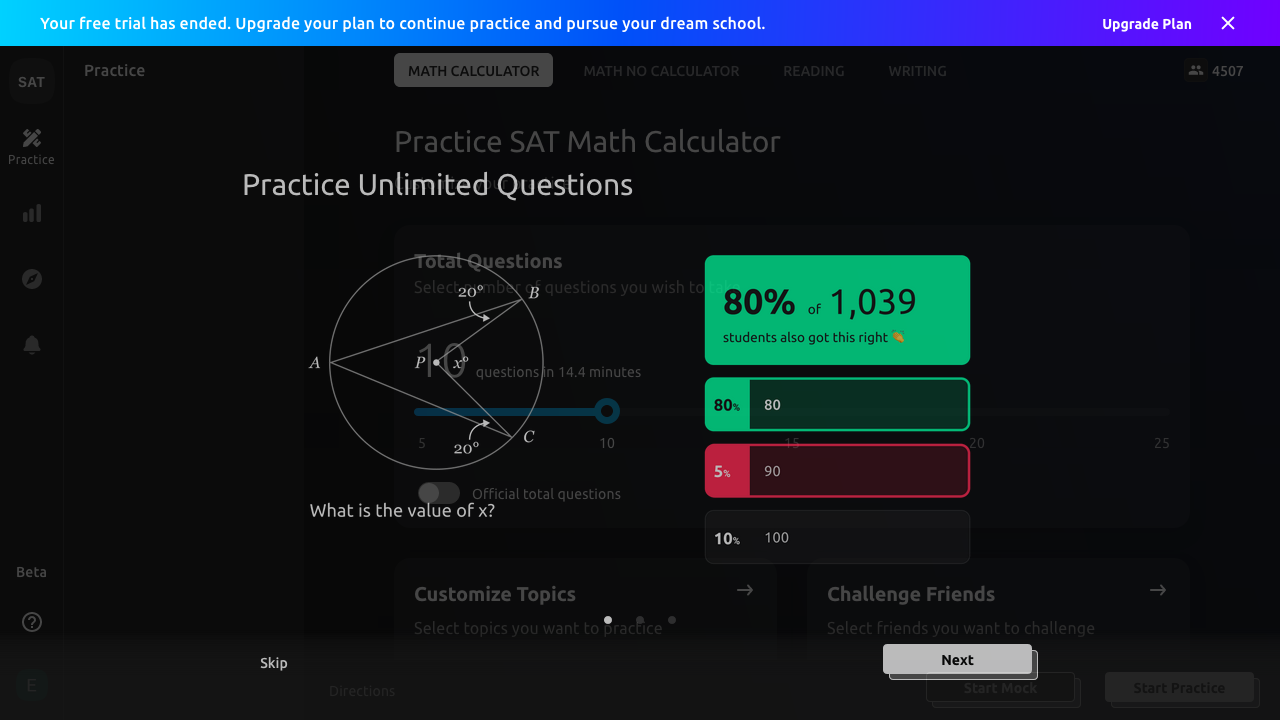 Your free trial has ended. Upgrade your plan to continue practice and pursue your dream school.
Upgrade Plan
SAT
Practice
MATH CALCULATOR
MATH NO CALCULATOR
READING
WRITING
4507
Practice
Practice SAT Math Calculator
Practice Unlimited Questions
Total Questions
Select number of questions you wish to take
20°
B
A
P
x°
20°
C
10 questions in 14.4 minutes
5
10
15
20
25
Official total questions
What is the value of x?
80% of 1,039
students also got this right
80% 80
5% 90
10% 100
Customize Topics
Select topics you want to practice
Challenge Friends
Select friends you want to challenge
Beta
E
Skip
Next
Directions
Start Mock
Start Practice